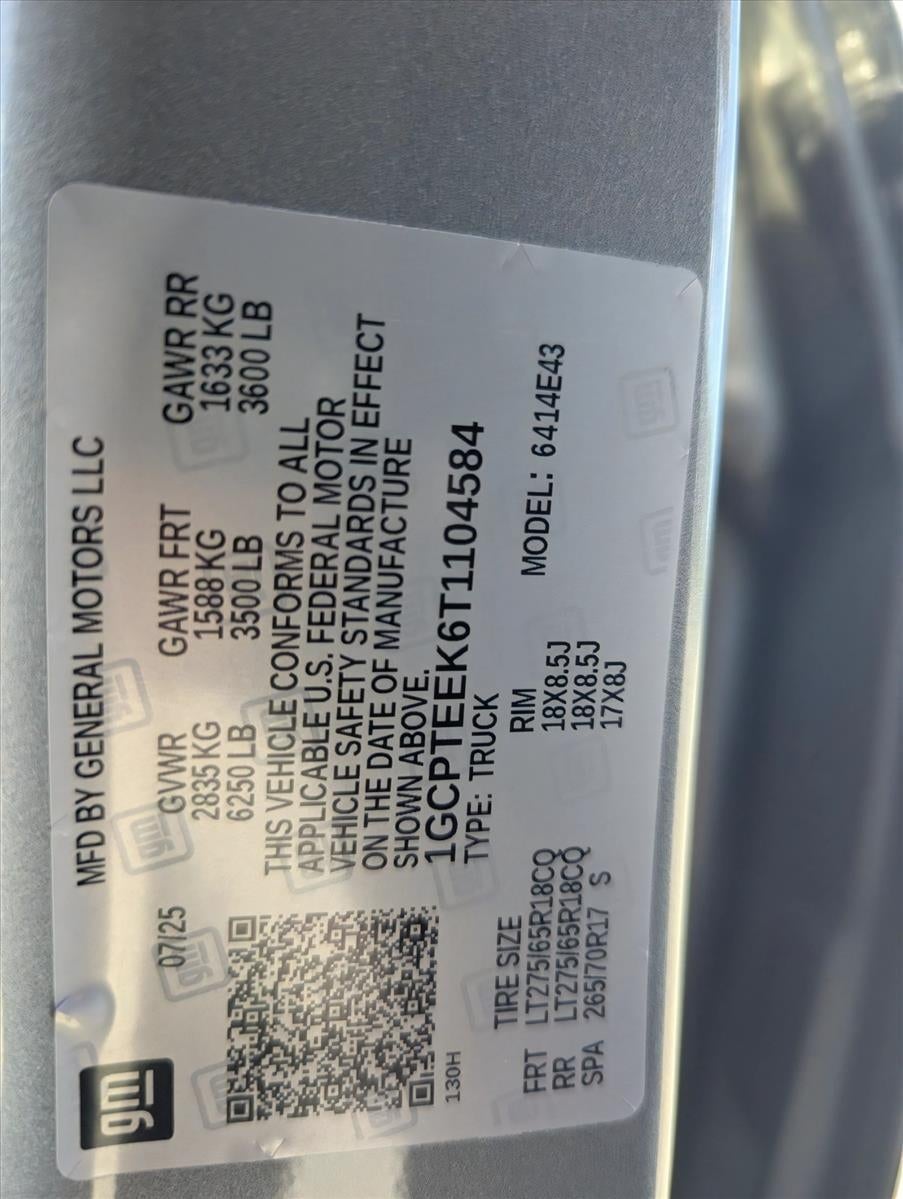 gm
MFD BY GENERAL MOTORS LLC
07/25 GVWR GAWR FRT GAWR RR
2835 KG 1588 KG 1633 KG
6250 LB 3500 LB 3600 LB
THIS VEHICLE CONFORMS TO ALL
APPLICABLE U.S. FEDERAL MOTOR
VEHICLE SAFETY STANDARDS IN EFFECT
ON THE DATE OF MANUFACTURE
SHOWN ABOVE.
1GCPTEEK6T1104584
TYPE: TRUCK
130H
TIRE SIZE RIM MODEL: 6414E43
FRT LT275/65R18CQ 18X8.5J
RR LT275/65R18CQ 18X8.5J
SPA 265/70R17 S 17X8J